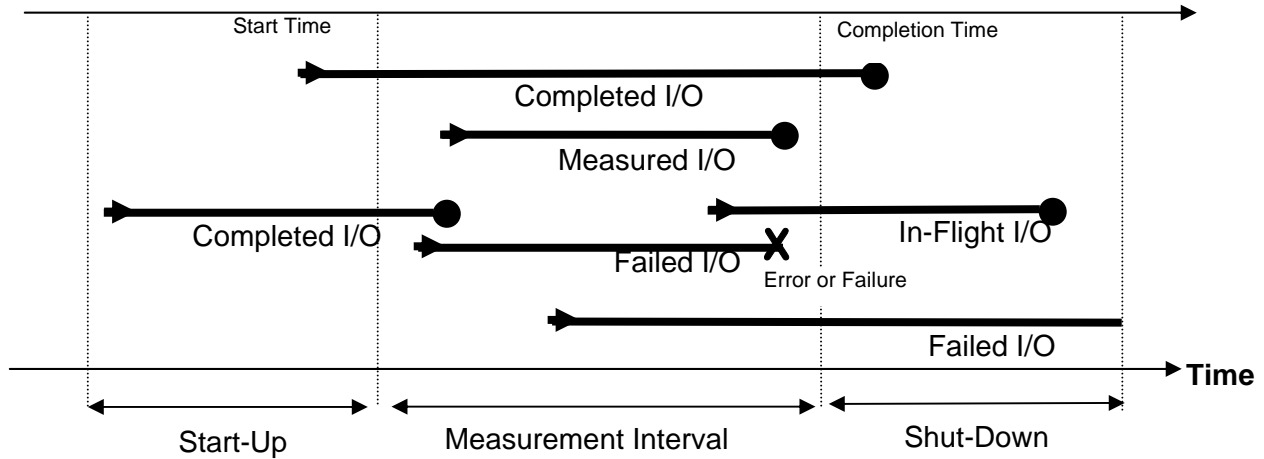 Start Time
Completion Time
Completed I/O
Measured I/O
Completed I/O
In-Flight I/O
Failed I/O
Error or Failure
Failed I/O
Time
Start-Up
Measurement Interval
Shut-Down